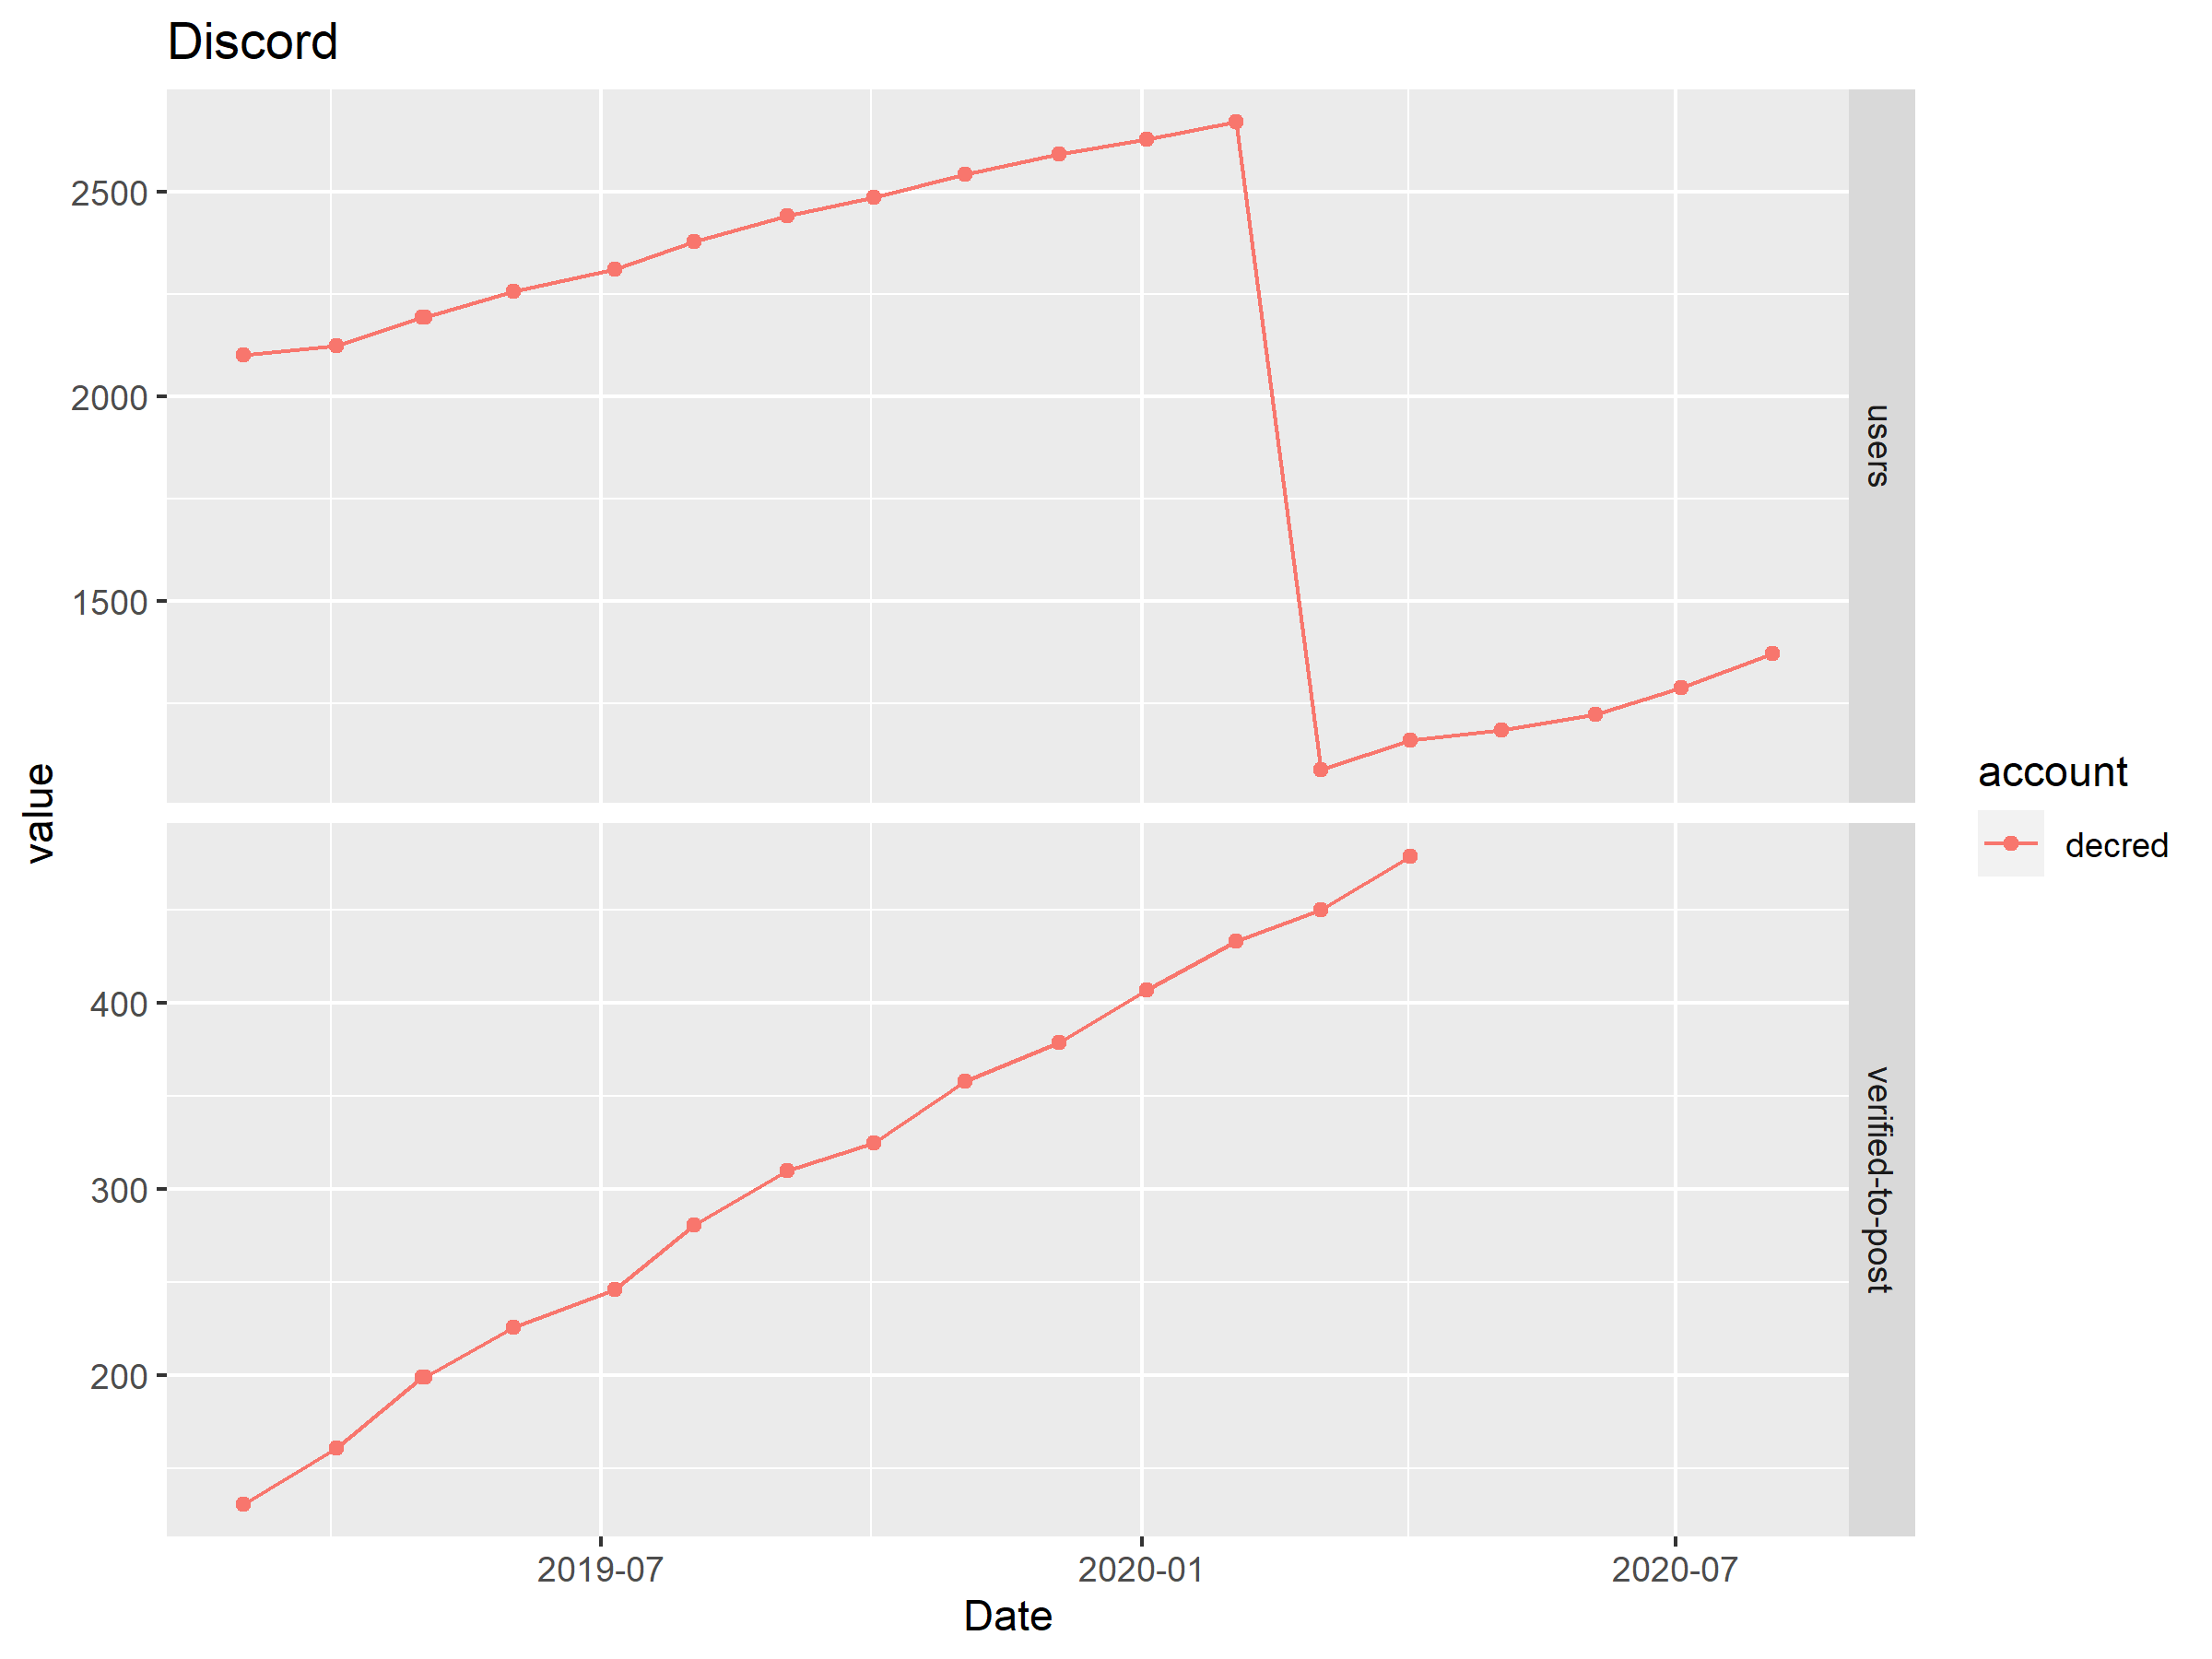 Discord
2500
2000
1500
users
value
account
decred
400
300
200
verified-to-post
2019-07
2020-01
2020-07
Date